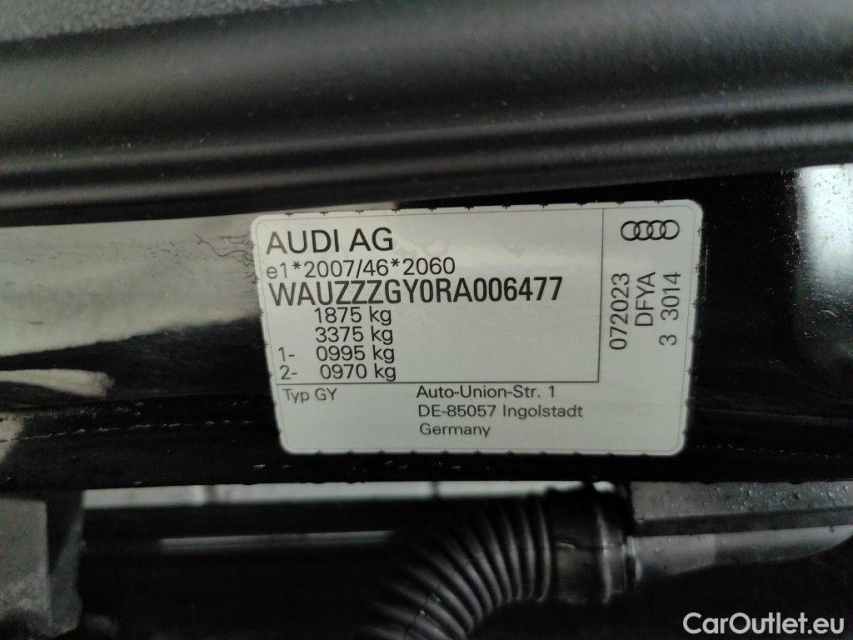 AUDI AG
e1*2007/46*2060
WAUZZZGY0RA006477
1875 kg
3375 kg
1- 0995 kg
2- 0970 kg
Typ GY
Auto-Union-Str. 1
DE-85057 Ingolstadt
Germany
072023
DFYA
3 3014
CarOutlet.eu